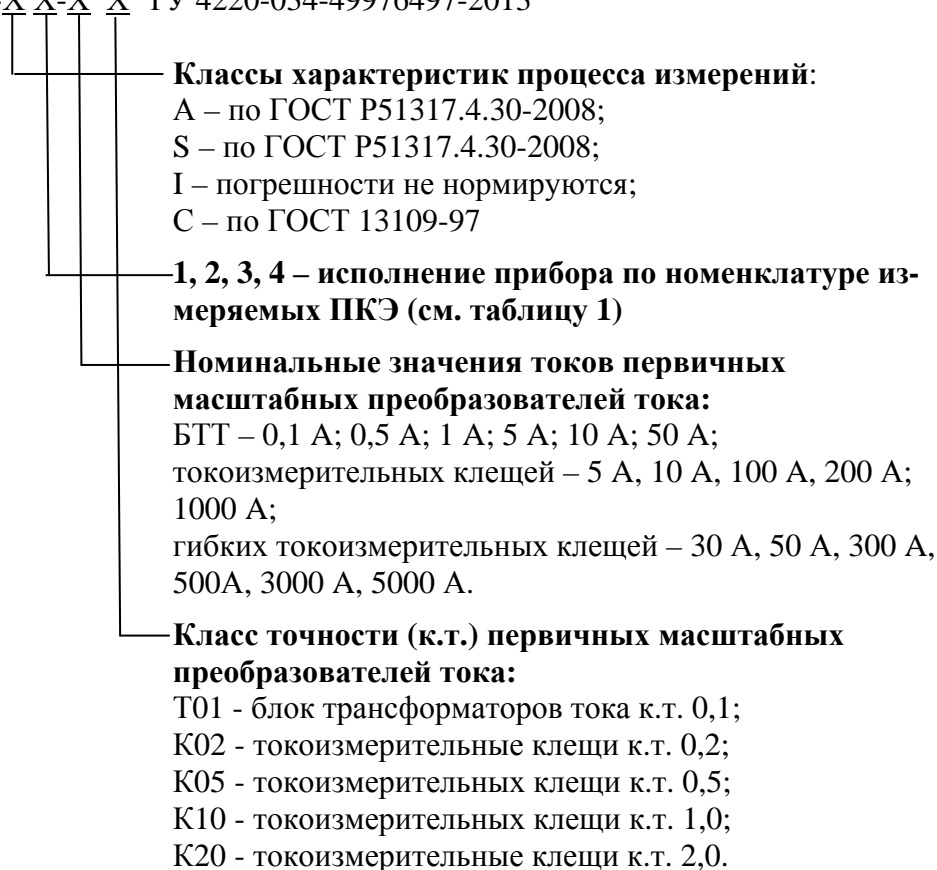 -Х Х-Х Х ТУ 4220-034-49976497-2015
Классы характеристик процесса измерений:
А – по ГОСТ Р51317.4.30-2008;
S – по ГОСТ Р51317.4.30-2008;
I – погрешности не нормируются;
С – по ГОСТ 13109-97
1, 2, 3, 4 – исполнение прибора по номенклатуре из-
меряемых ПКЭ (см. таблицу 1)
Номинальные значения токов первичных
масштабных преобразователей тока:
БТТ – 0,1 А; 0,5 А; 1 А; 5 А; 10 А; 50 А;
токоизмерительных клещей – 5 А, 10 А, 100 А, 200 А;
1000 А;
гибких токоизмерительных клещей – 30 А, 50 А, 300 А,
500А, 3000 А, 5000 А.
Класс точности (к.т.) первичных масштабных
преобразователей тока:
Т01 - блок трансформаторов тока к.т. 0,1;
К02 - токоизмерительные клещи к.т. 0,2;
К05 - токоизмерительных клещи к.т. 0,5;
К10 - токоизмерительных клещи к.т. 1,0;
К20 - токоизмерительные клещи к.т. 2,0.